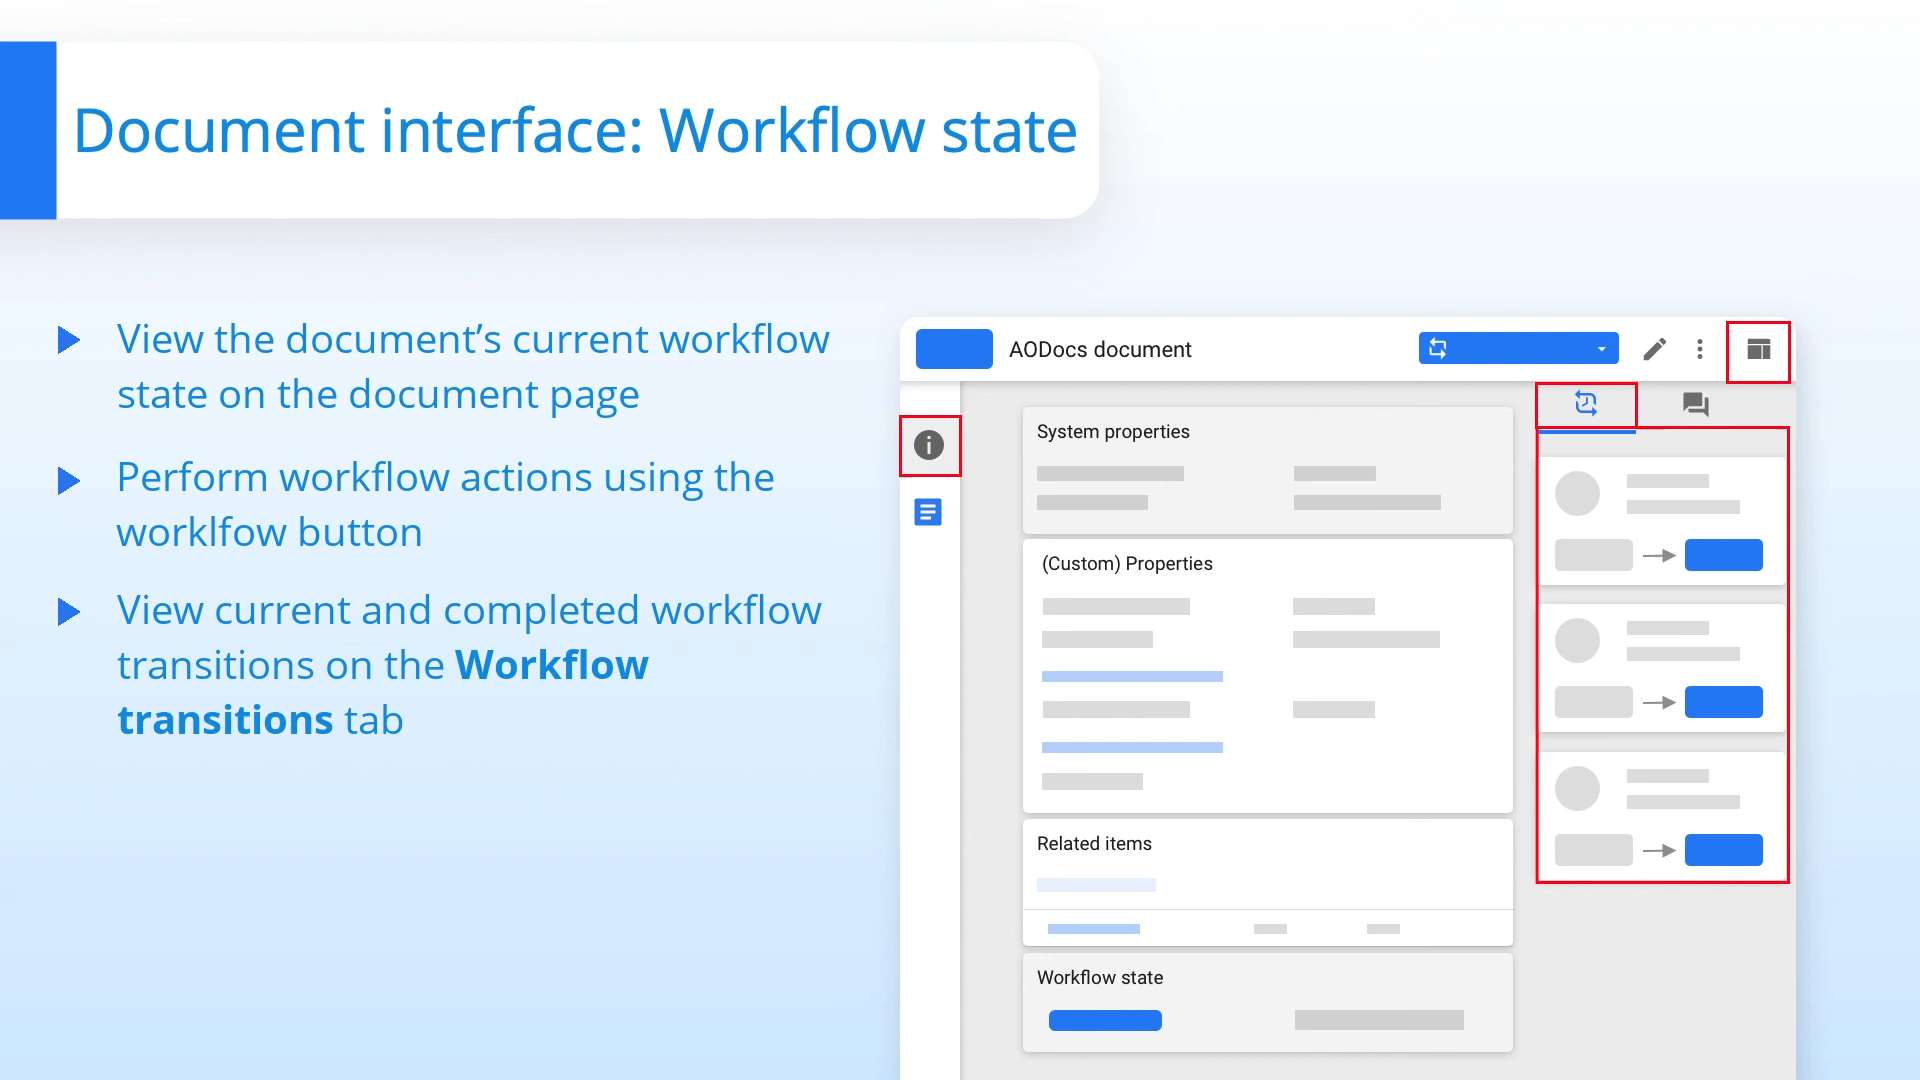 Document interface: Workflow state
View the document’s current workflow
state on the document page
Perform workflow actions using the
worklfow button
View current and completed workflow
transitions on the Workflow
transitions tab
AODocs document
System properties
(Custom) Properties
Related items
Workflow state